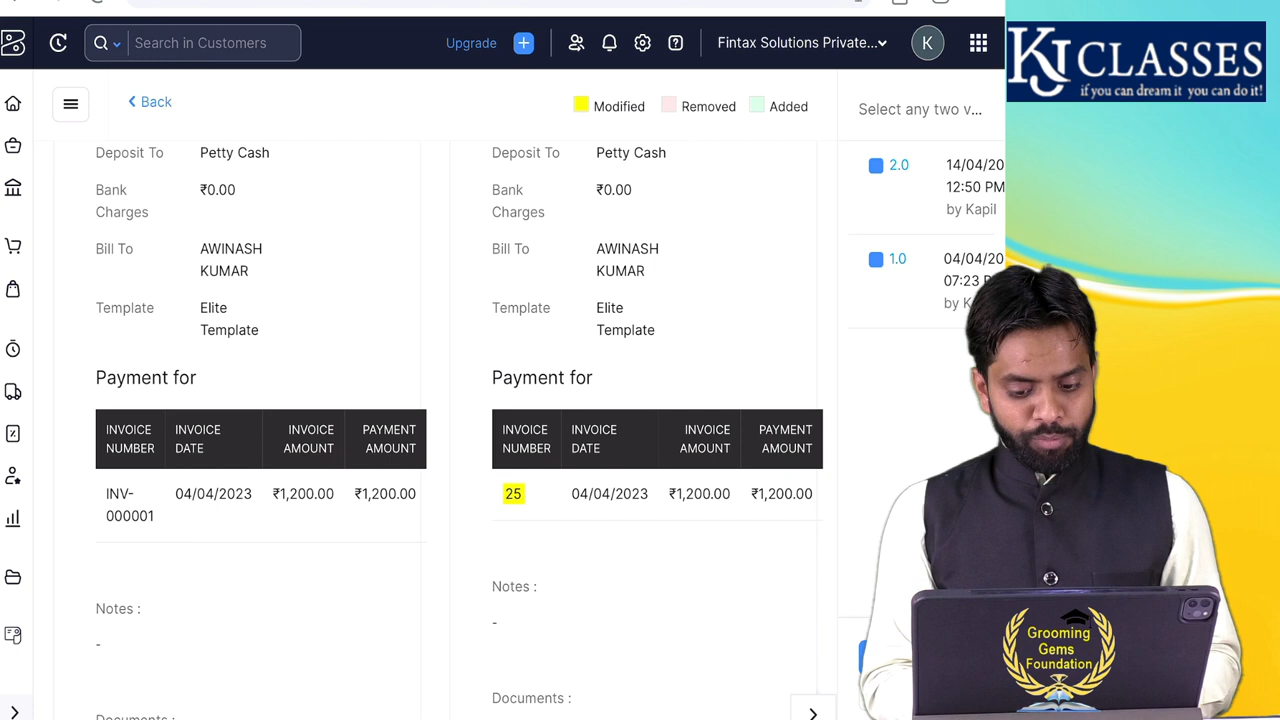 Search in Customers
Upgrade
Fintax Solutions Private...
K
KJ CLASSES
if you can dream it you can do it!
Back
Modified
Removed
Added
Select any two v...
Deposit To Petty Cash
Bank Charges ₹0.00
Bill To AWINASH KUMAR
Template Elite Template
Payment for
INVOICE NUMBER INVOICE DATE INVOICE AMOUNT PAYMENT AMOUNT
INV-000001 04/04/2023 ₹1,200.00 ₹1,200.00
Notes :
-
Documents :
Deposit To Petty Cash
Bank Charges ₹0.00
Bill To AWINASH KUMAR
Template Elite Template
Payment for
INVOICE NUMBER INVOICE DATE INVOICE AMOUNT PAYMENT AMOUNT
25 04/04/2023 ₹1,200.00 ₹1,200.00
Notes :
-
Documents :
2.0 14/04/20
12:50 PM
by Kapil
1.0 04/04/20
07:23
by
Grooming
Gems
Foundation